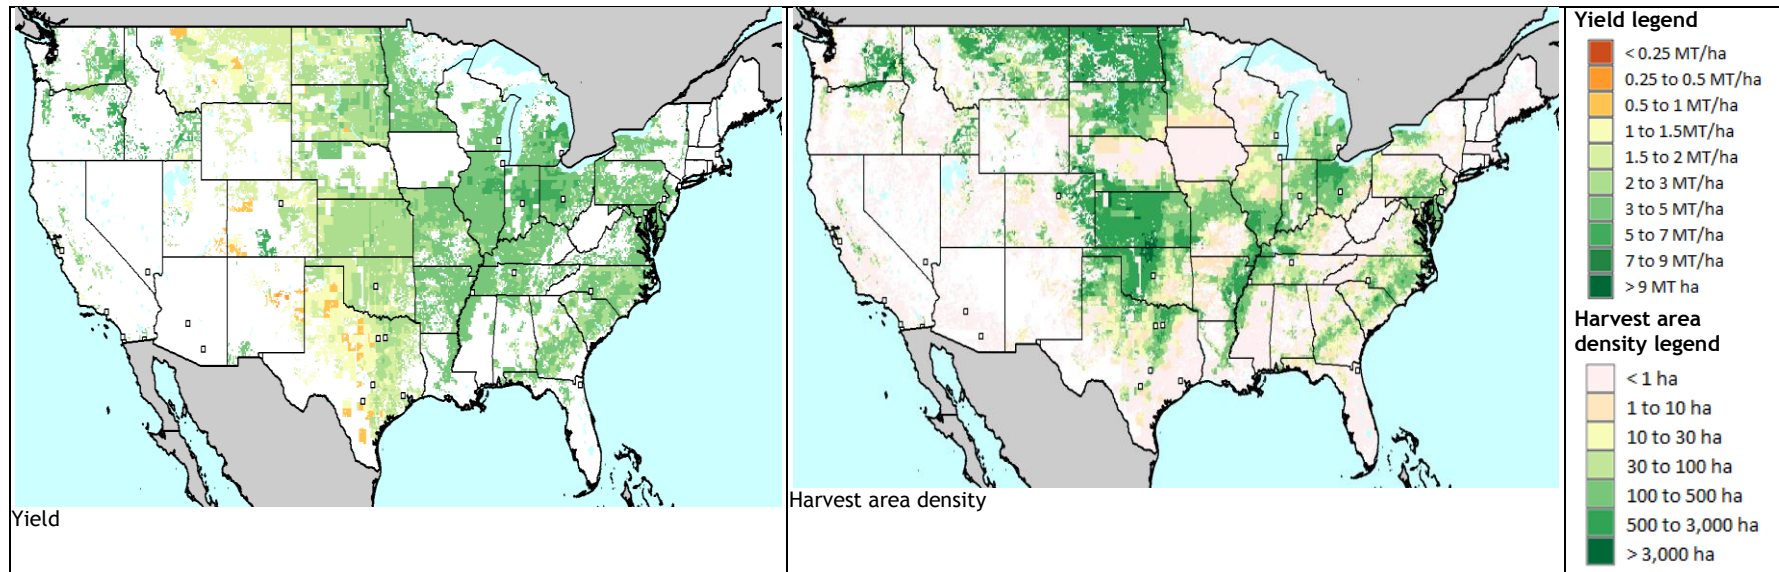 Yield
Harvest area density
Yield legend
< 0.25 MT/ha
0.25 to 0.5 MT/ha
0.5 to 1 MT/ha
1 to 1.5MT/ha
1.5 to 2 MT/ha
2 to 3 MT/ha
3 to 5 MT/ha
5 to 7 MT/ha
7 to 9 MT/ha
> 9 MT ha
Harvest area
density legend
< 1 ha
1 to 10 ha
10 to 30 ha
30 to 100 ha
100 to 500 ha
500 to 3,000 ha
> 3,000 ha